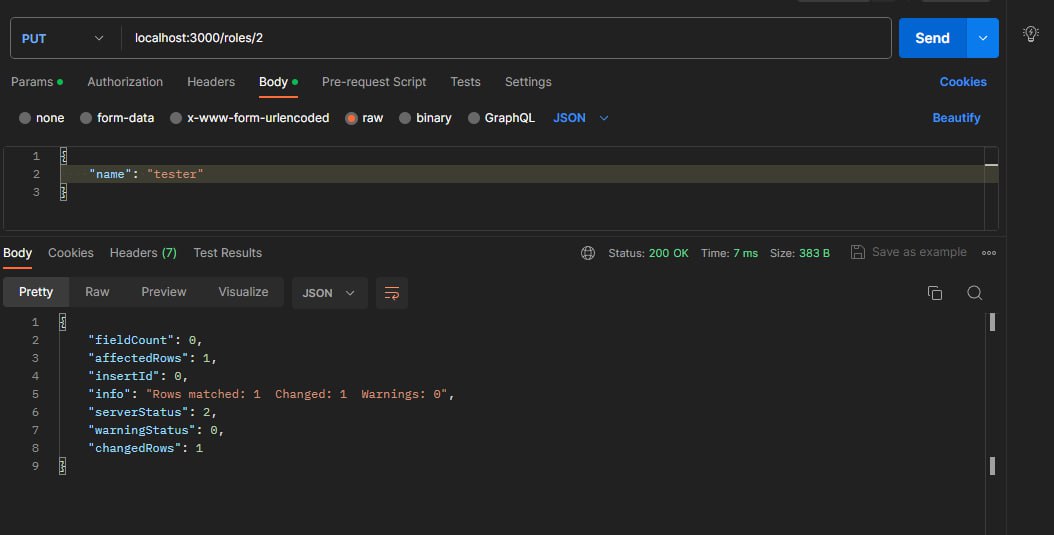 PUT localhost:3000/roles/2 Send
Params Authorization Headers Body Pre-request Script Tests Settings Cookies
none form-data x-www-form-urlencoded raw binary GraphQL JSON Beautify
1 {
2 "name": "tester"
3 }
Body Cookies Headers (7) Test Results Status: 200 OK Time: 7 ms Size: 383 B Save as example
Pretty Raw Preview Visualize JSON
1 {
2 "fieldCount": 0,
3 "affectedRows": 1,
4 "insertId": 0,
5 "info": "Rows matched: 1  Changed: 1  Warnings: 0",
6 "serverStatus": 2,
7 "warningStatus": 0,
8 "changedRows": 1
9 }